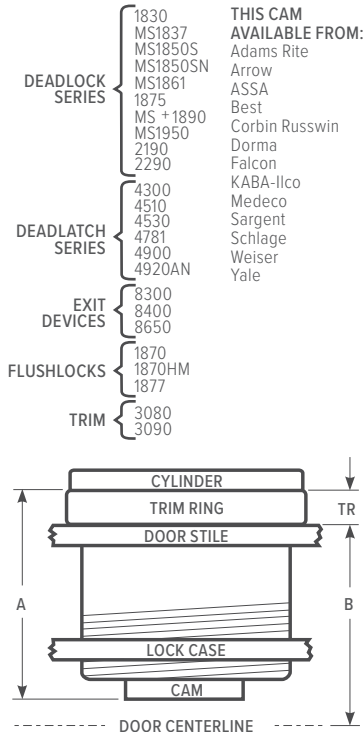 DEADLOCK
SERIES
1830
MS1837
MS1850S
MS1850SN
MS1861
1875
MS +1890
MS1950
2190
2290
DEADLATCH
SERIES
4300
4510
4530
4781
4900
4920AN
EXIT
DEVICES
8300
8400
8650
FLUSHLOCKS
1870
1870HM
1877
TRIM
3080
3090
THIS CAM
AVAILABLE FROM:
Adams Rite
Arrow
ASSA
Best
Corbin Russwin
Dorma
Falcon
KABA-Ilco
Medeco
Sargent
Schlage
Weiser
Yale
CYLINDER
TRIM RING
TR
DOOR STILE
A
B
LOCK CASE
CAM
DOOR CENTERLINE